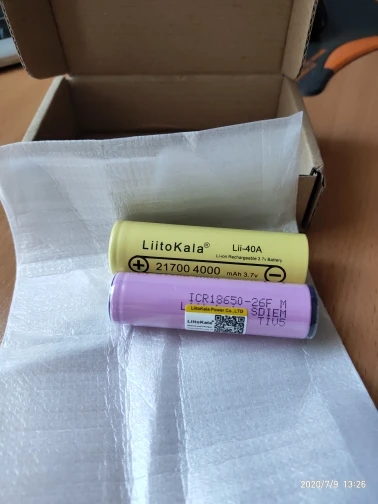 LiitoKala® Lii-40A
Li-ion Rechargeable 3.7v Battery
+ 21700 4000 mAh 3.7v −
ICR18650-26F M
SDIEM
LiitoKala Power Co.,LTD
LiitoKala
T1U5
2020/7/9 13:26